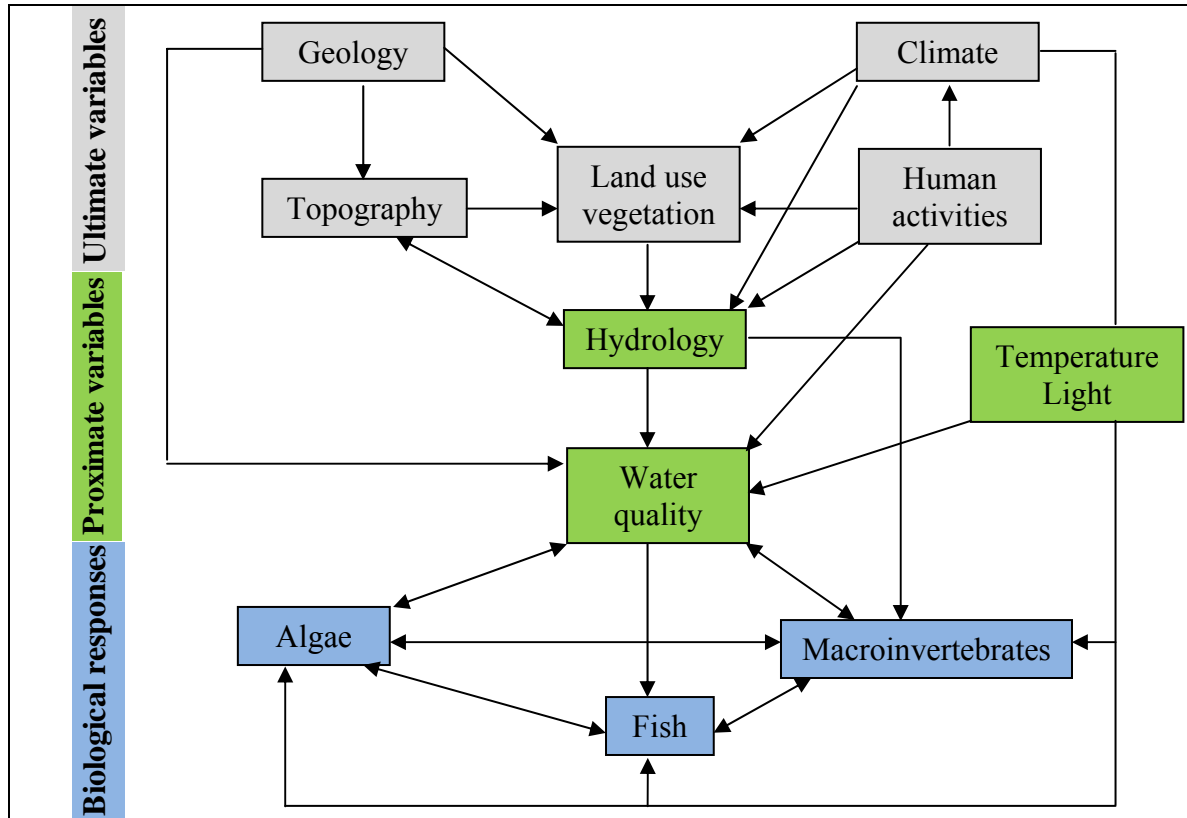 Ultimate variables
Geology
Climate
Topography
Land use
vegetation
Human
activities
Proximate variables
Hydrology
Temperature
Light
Water
quality
Biological responses
Algae
Macroinvertebrates
Fish